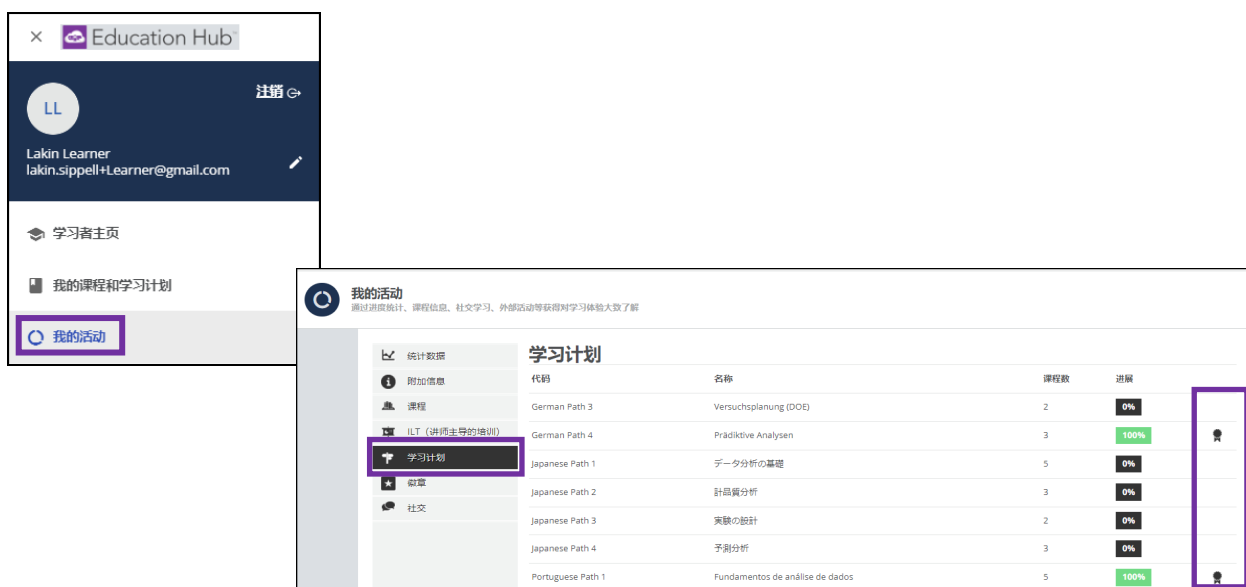 × Education Hub
注销
LL
Lakin Learner
lakin.sippell+Learner@gmail.com
学习者主页
我的课程和学习计划
我的活动
我的活动
通过进度统计、课程信息、社交学习、外部活动等获得对学习体验大致了解
统计数据
附加信息
课程
ILT（讲师主导的培训）
学习计划
徽章
社交
学习计划
代码 名称 课程数 进展
German Path 3 Versuchsplanung (DOE) 2 0%
German Path 4 Prädiktive Analysen 3 100%
Japanese Path 1 データ分析の基礎 5 0%
Japanese Path 2 計品質分析 3 0%
Japanese Path 3 実験の設計 2 0%
Japanese Path 4 予測分析 3 0%
Portuguese Path 1 Fundamentos de análise de dados 5 100%